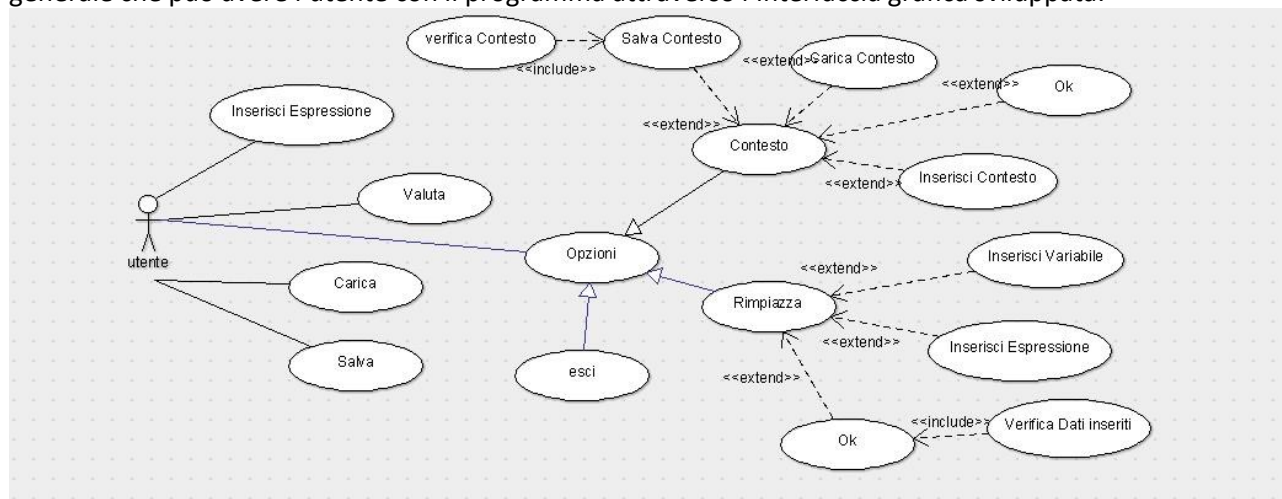 generale che può avere l'utente con il programma attraverso l'interfaccia grafica sviluppata.
verifica Contesto
Salva Contesto
<<include>>
<<extend>>
Carica Contesto
<<extend>>
Ok
Inserisci Espressione
<<extend>>
Contesto
Inserisci Contesto
<<extend>>
Valuta
utente
Opzioni
Inserisci Variabile
<<extend>>
Carica
Rimpiazza
<<extend>>
Inserisci Espressione
Salva
esci
<<extend>>
<<include>>
Verifica Dati inseriti
Ok